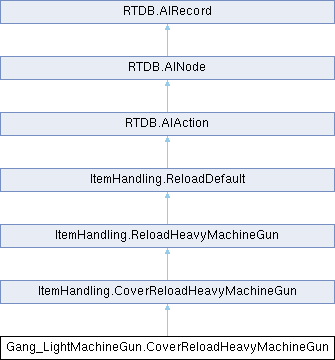 RTDB.AIRecord
RTDB.AINode
RTDB.AIAction
ItemHandling.ReloadDefault
ItemHandling.ReloadHeavyMachineGun
ItemHandling.CoverReloadHeavyMachineGun
Gang_LightMachineGun.CoverReloadHeavyMachineGun